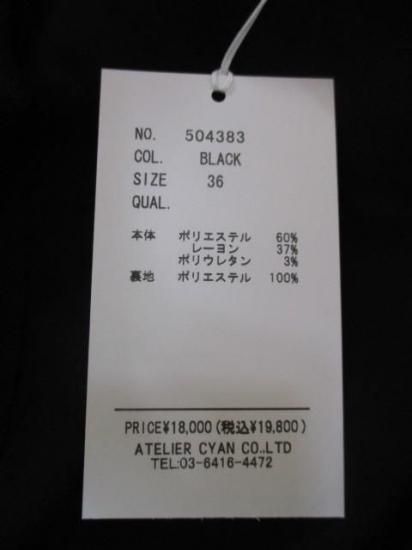 NO. 504383
COL. BLACK
SIZE 36
QUAL.
本体 ポリエステル 60%
レーヨン 37%
ポリウレタン 3%
裏地 ポリエステル 100%
PRICE¥18,000(税込¥19,800)
ATELIER CYAN CO.,LTD
TEL:03-6416-4472